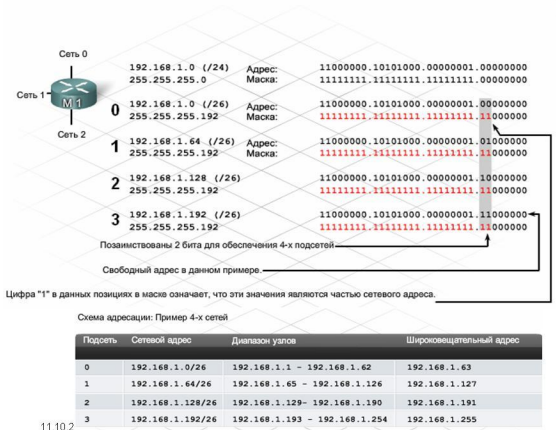 Сеть 0
Сеть 1
М 1
Сеть 2
192.168.1.0 (/24) Адрес: 11000000.10101000.00000001.00000000
255.255.255.0 Маска: 11111111.11111111.11111111.00000000
0 192.168.1.0 (/26) Адрес: 11000000.10101000.00000001.00000000
255.255.255.192 Маска: 11111111.11111111.11111111.11000000
1 192.168.1.64 (/26) Адрес: 11000000.10101000.00000001.01000000
255.255.255.192 Маска: 11111111.11111111.11111111.11000000
2 192.168.1.128 (/26) 11000000.10101000.00000001.10000000
255.255.255.192 11111111.11111111.11111111.11000000
3 192.168.1.192 (/26) 11000000.10101000.00000001.11000000
255.255.255.192 11111111.11111111.11111111.11000000
Позаимствованы 2 бита для обеспечения 4-х подсетей
Свободный адрес в данном примере.
Цифра "1" в данных позициях в маске означает, что эти значения являются частью сетевого адреса.
Схема адресации: Пример 4-х сетей
Подсеть Сетевой адрес Диапазон узлов Широковещательный адрес
0 192.168.1.0/26 192.168.1.1 - 192.168.1.62 192.168.1.63
1 192.168.1.64/26 192.168.1.65 - 192.168.1.126 192.168.1.127
2 192.168.1.128/26 192.168.1.129- 192.168.1.190 192.168.1.191
3 192.168.1.192/26 192.168.1.193 - 192.168.1.254 192.168.1.255
11.10.2